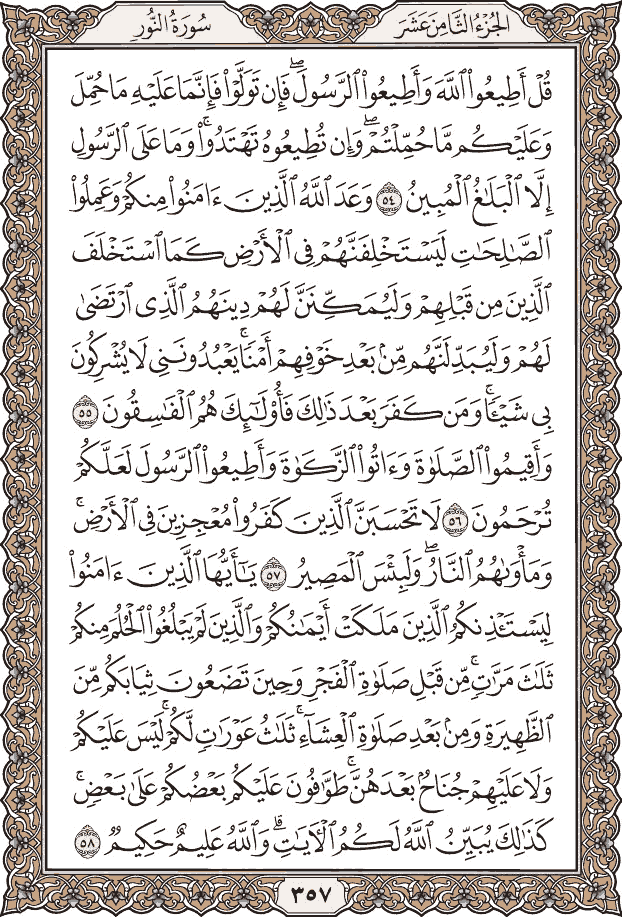 الجُزْءُ الثَّامِنَ عَشَرَ
سُورَةُ النُّورِ
قُلْ أَطِيعُوا۟ ٱللَّهَ وَأَطِيعُوا۟ ٱلرَّسُولَ ۖ فَإِن تَوَلَّوْا۟ فَإِنَّمَا عَلَيْهِ مَا حُمِّلَ
وَعَلَيْكُم مَّا حُمِّلْتُمْ ۖ وَإِن تُطِيعُوهُ تَهْتَدُوا۟ ۚ وَمَا عَلَى ٱلرَّسُولِ
إِلَّا ٱلْبَلَـٰغُ ٱلْمُبِينُ ٥٤ وَعَدَ ٱللَّهُ ٱلَّذِينَ ءَامَنُوا۟ مِنكُمْ وَعَمِلُوا۟
ٱلصَّـٰلِحَـٰتِ لَيَسْتَخْلِفَنَّهُمْ فِى ٱلْأَرْضِ كَمَا ٱسْتَخْلَفَ
ٱلَّذِينَ مِن قَبْلِهِمْ وَلَيُمَكِّنَنَّ لَهُمْ دِينَهُمُ ٱلَّذِى ٱرْتَضَىٰ
لَهُمْ وَلَيُبَدِّلَنَّهُم مِّنۢ بَعْدِ خَوْفِهِمْ أَمْنًا ۚ يَعْبُدُونَنِى لَا يُشْرِكُونَ
بِى شَيْـًٔا ۚ وَمَن كَفَرَ بَعْدَ ذَٰلِكَ فَأُو۟لَـٰٓئِكَ هُمُ ٱلْفَـٰسِقُونَ ٥٥
وَأَقِيمُوا۟ ٱلصَّلَوٰةَ وَءَاتُوا۟ ٱلزَّكَوٰةَ وَأَطِيعُوا۟ ٱلرَّسُولَ لَعَلَّكُمْ
تُرْحَمُونَ ٥٦ لَا تَحْسَبَنَّ ٱلَّذِينَ كَفَرُوا۟ مُعْجِزِينَ فِى ٱلْأَرْضِ ۚ
وَمَأْوَىٰهُمُ ٱلنَّارُ ۖ وَلَبِئْسَ ٱلْمَصِيرُ ٥٧ يَـٰٓأَيُّهَا ٱلَّذِينَ ءَامَنُوا۟
لِيَسْتَـْٔذِنكُمُ ٱلَّذِينَ مَلَكَتْ أَيْمَـٰنُكُمْ وَٱلَّذِينَ لَمْ يَبْلُغُوا۟ ٱلْحُلُمَ مِنكُمْ
ثَلَـٰثَ مَرَّٰتٍ ۚ مِّن قَبْلِ صَلَوٰةِ ٱلْفَجْرِ وَحِينَ تَضَعُونَ ثِيَابَكُم مِّنَ
ٱلظَّهِيرَةِ وَمِنۢ بَعْدِ صَلَوٰةِ ٱلْعِشَآءِ ۚ ثَلَـٰثُ عَوْرَٰتٍ لَّكُمْ ۚ لَيْسَ عَلَيْكُمْ
وَلَا عَلَيْهِمْ جُنَاحٌۢ بَعْدَهُنَّ ۚ طَوَّٰفُونَ عَلَيْكُم بَعْضُكُمْ عَلَىٰ بَعْضٍ ۚ
كَذَٰلِكَ يُبَيِّنُ ٱللَّهُ لَكُمُ ٱلْـَٔايَـٰتِ ۗ وَٱللَّهُ عَلِيمٌ حَكِيمٌ ٥٨
٣٥٧